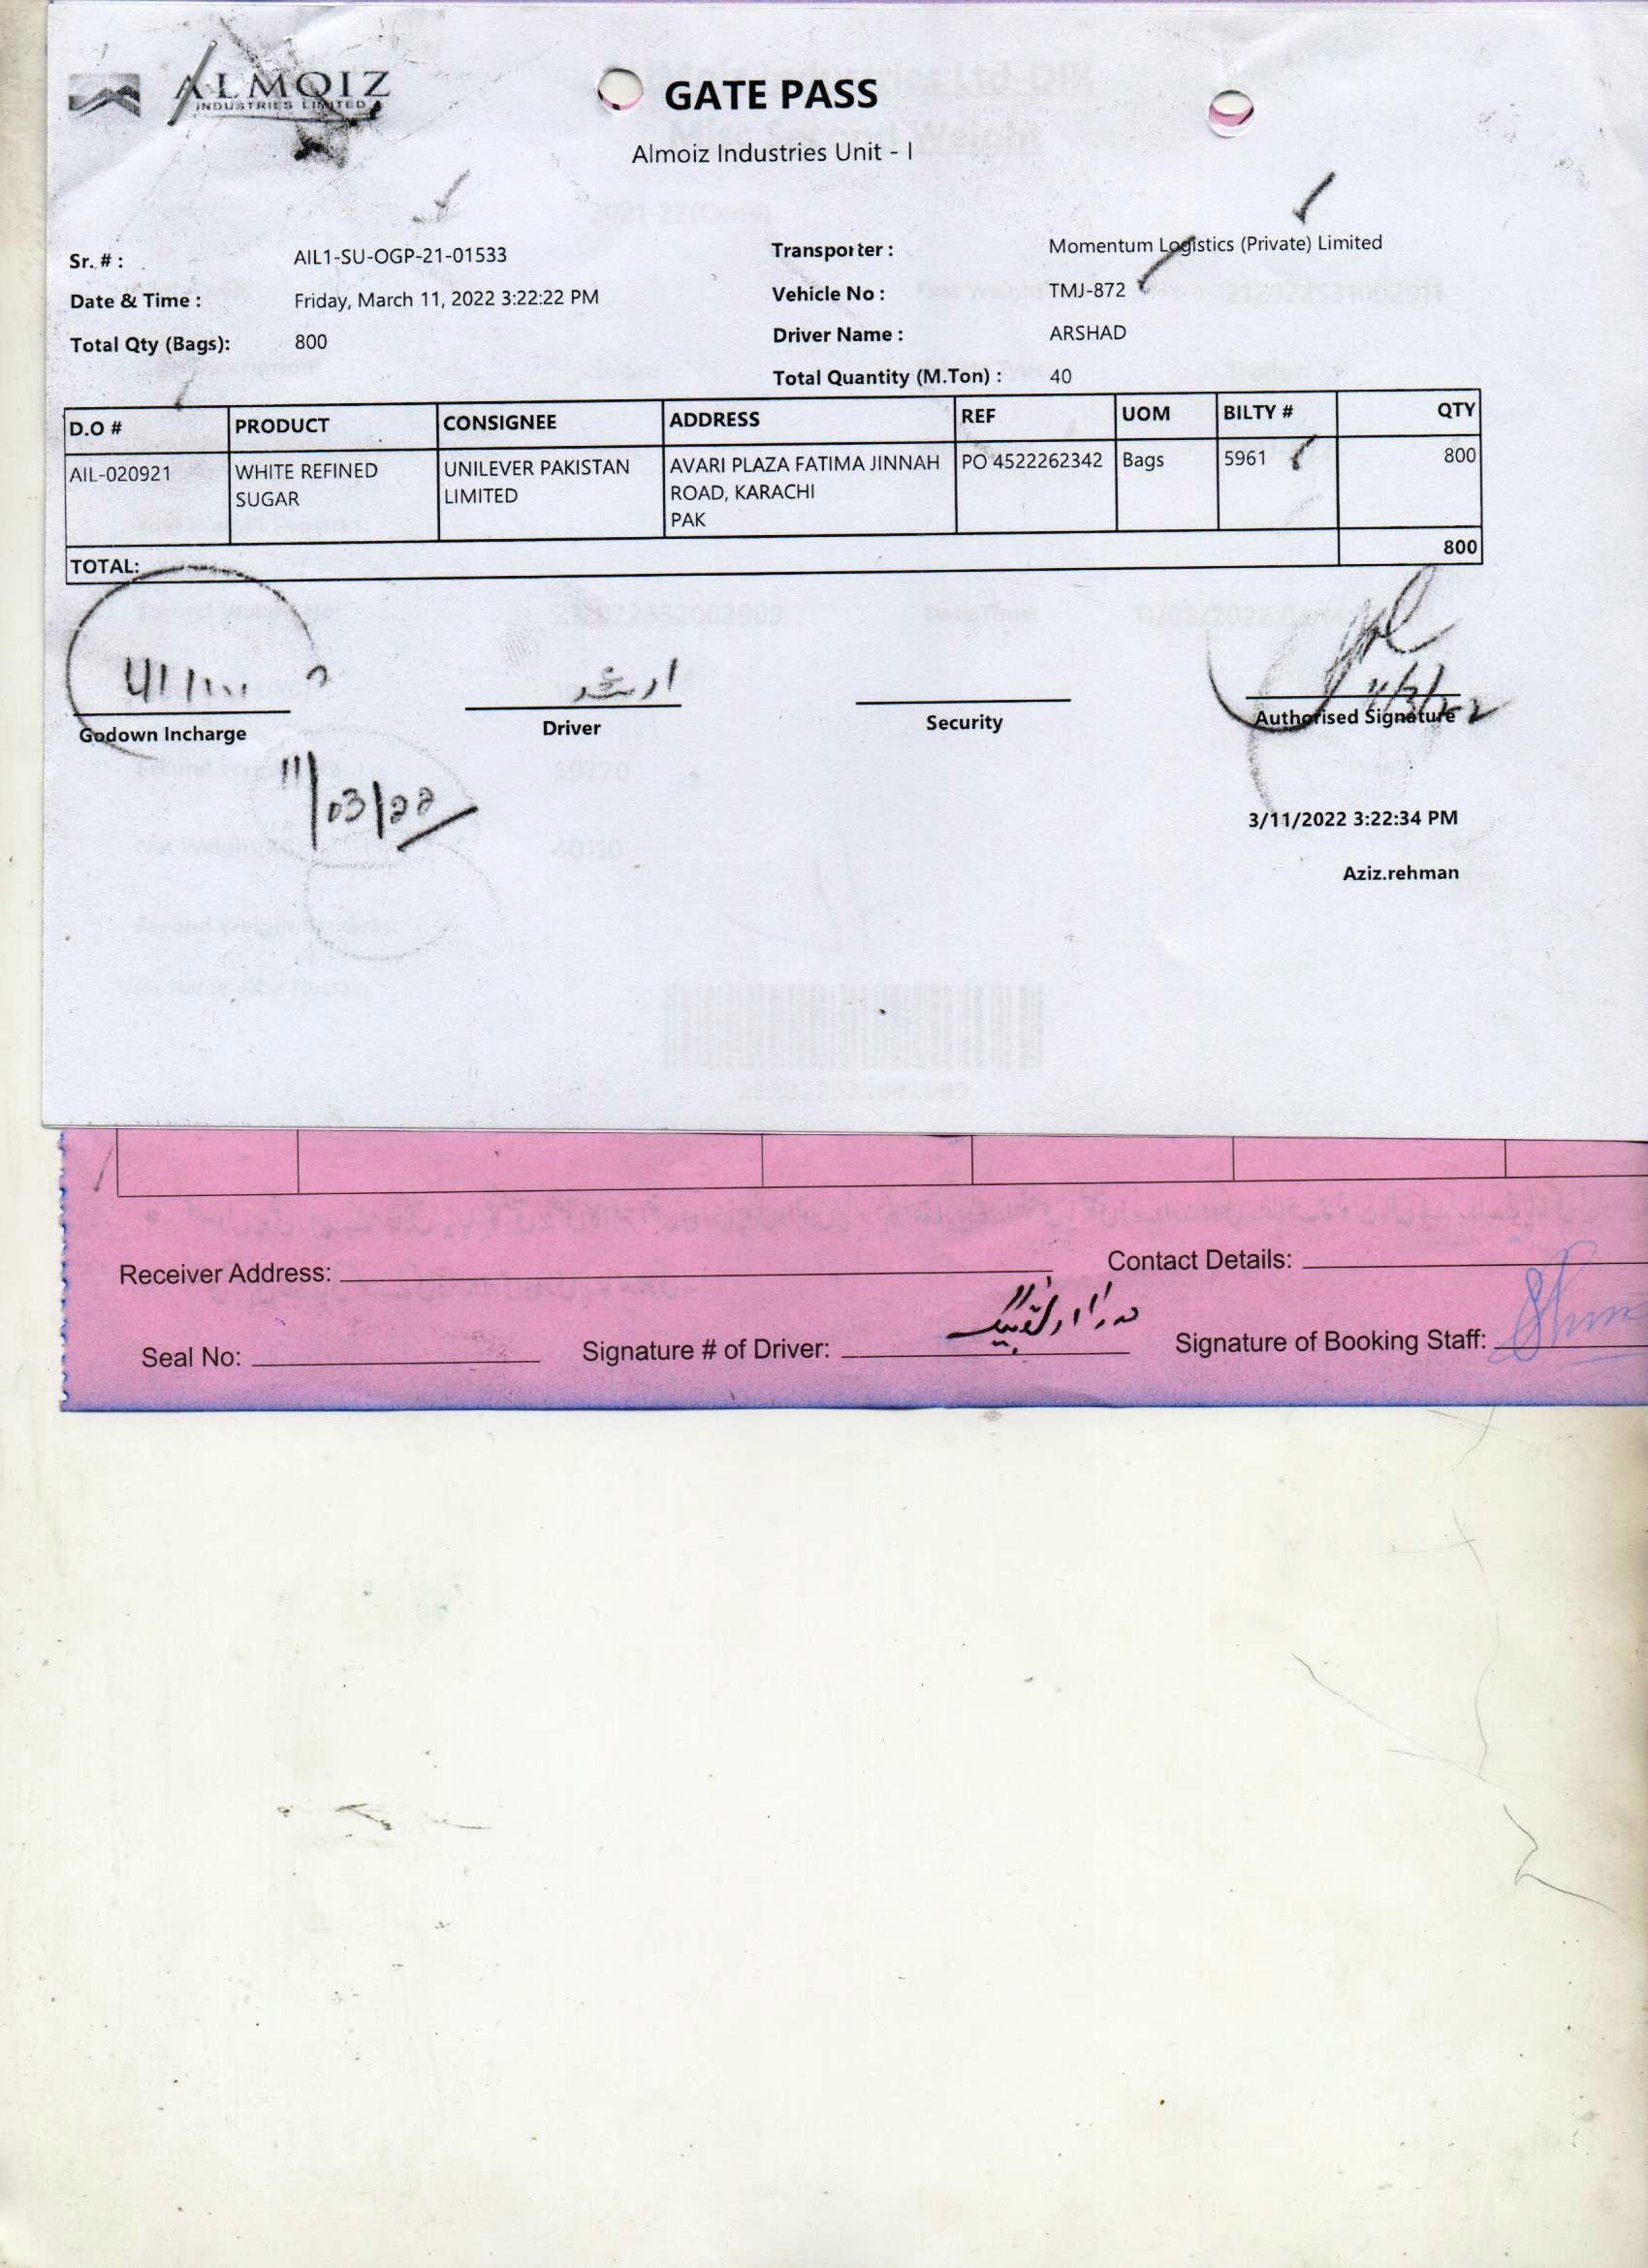 ALMOIZ
INDUSTRIES LIMITED
GATE PASS
Almoiz Industries Unit - I
Sr. # : AIL1-SU-OGP-21-01533
Transporter : Momentum Logistics (Private) Limited
Date & Time : Friday, March 11, 2022 3:22:22 PM
Vehicle No : TMJ-872
Total Qty (Bags): 800
Driver Name : ARSHAD
Total Quantity (M.Ton) : 40
D.O # PRODUCT CONSIGNEE ADDRESS REF UOM BILTY # QTY
AIL-020921 WHITE REFINED UNILEVER PAKISTAN AVARI PLAZA FATIMA JINNAH PO 4522262342 Bags 5961 800
SUGAR LIMITED ROAD, KARACHI
PAK
TOTAL: 800
ارشد
11/3/22
Godown Incharge Driver Security Authorised Signature
11/03/22
3/11/2022 3:22:34 PM
Aziz.rehman
Receiver Address: Contact Details:
Seal No: Signature # of Driver: Signature of Booking Staff: